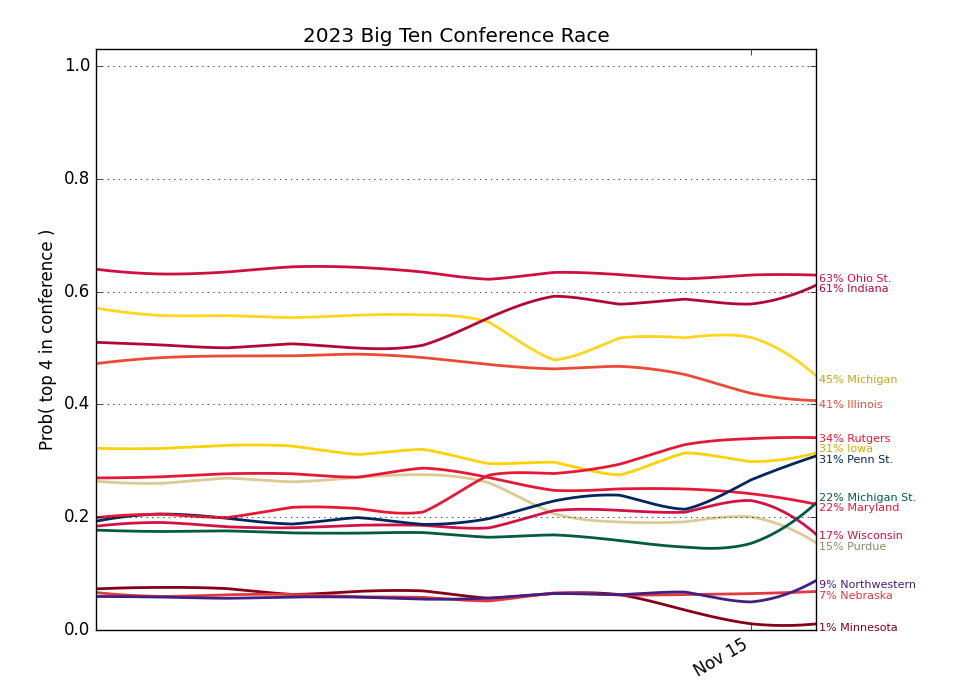 2023 Big Ten Conference Race
Prob( top 4 in conference )
1.0
0.8
0.6
0.4
0.2
0.0
63% Ohio St.
61% Indiana
45% Michigan
41% Illinois
34% Rutgers
31% Iowa
31% Penn St.
22% Michigan St.
22% Maryland
17% Wisconsin
15% Purdue
9% Northwestern
7% Nebraska
1% Minnesota
Nov 15